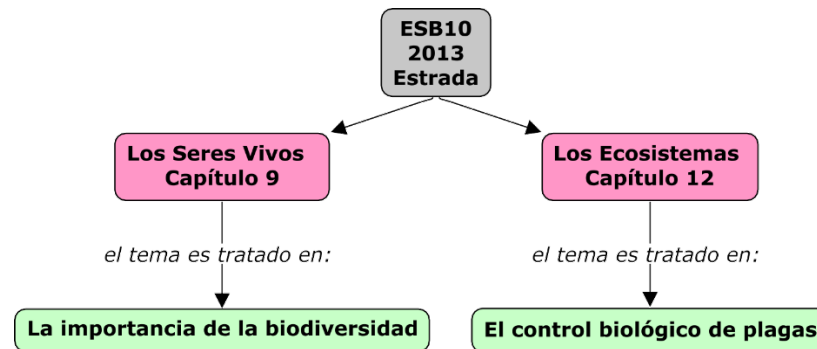 ESB10
2013
Estrada
Los Seres Vivos
Capítulo 9
Los Ecosistemas
Capítulo 12
el tema es tratado en:
el tema es tratado en:
La importancia de la biodiversidad
El control biológico de plagas